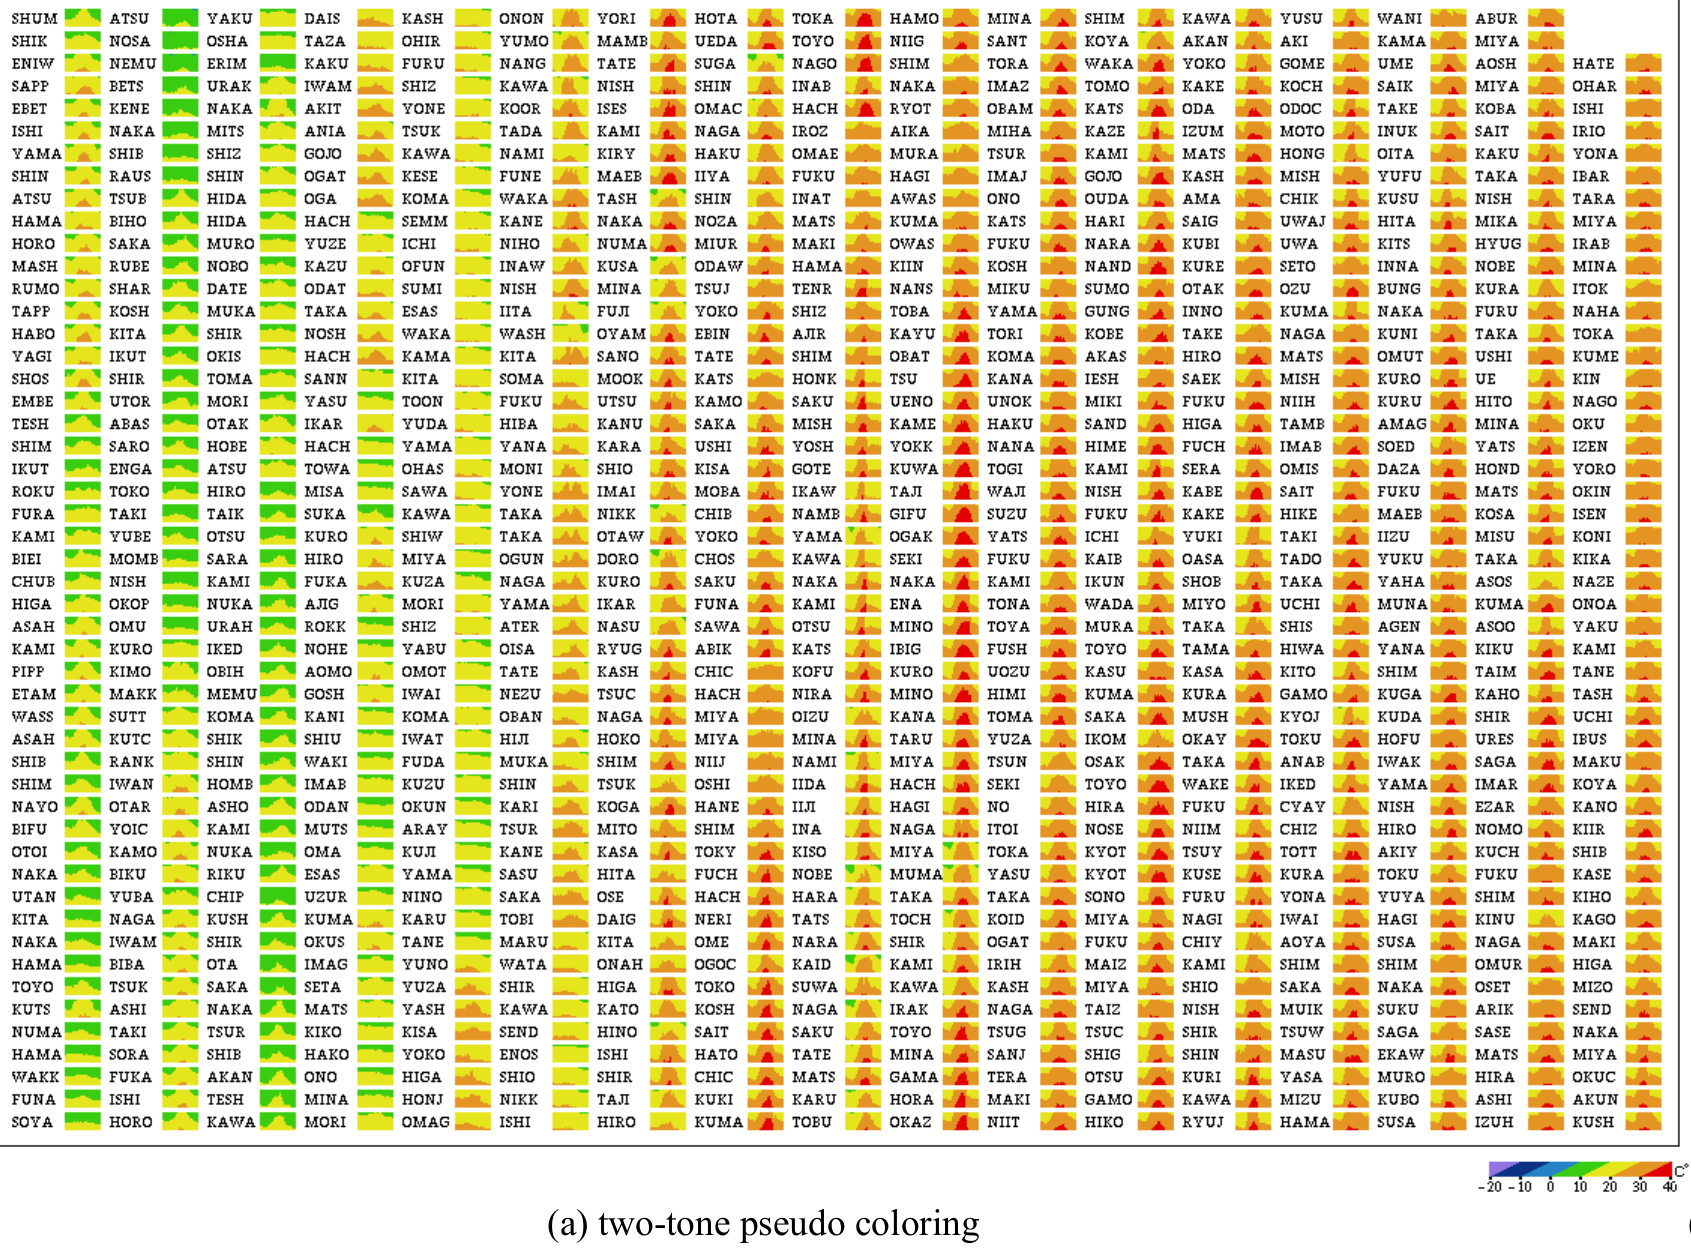 SHUM ATSU YAKU DAIS KASH ONON YORI HOTA TOKA HAMO MINA SHIM KAWA YUSU WANI ABUR
SHIK NOSA OSHA TAZA OHIR YUMO MAMB UEDA TOYO NIIG SANT KOYA AKAN AKI KAMA MIYA
ENIW NEMU ERIM KAKU FURU NANG TATE SUGA NAGO SHIM TORA WAKA YOKO GOME UME AOSH HATE
SAPP BETS URAK IWAM SHIZ KAWA NISH SHIN INAB NAKA IMAZ TOMO KAKE KOCH SAIK MIYA OHAR
EBET KENE NAKA AKIT YONE KOOR ISES OMAC HACH RYOT OBAM KATS ODA ODOC TAKE KOBA ISHI
ISHI NAKA MITS ANIA TSUK TADA KAMI NAGA IROZ AIKA MIHA KAZE IZUM MOTO INUK SAIT IRIO
YAMA SHIB SHIZ GOJO KAWA NAMI KIRY HAKU OMAE MURA TSUR KAMI MATS HONG OITA KAKU YONA
SHIN RAUS SHIN OGAT KESE FUNE MAEB IIYA FUKU HAGI IMAJ GOJO KASH MISH YUFU TAKA IBAR
ATSU TSUB HIDA OGA KOMA WAKA TASH SHIN INAT AWAS ONO OUDA AMA CHIK KUSU NISH TARA
HAMA BIHO HIDA HACH SEMM KANE NAKA NOZA MATS KUMA KATS HARI SAIG UWAJ HITA MIKA MIYA
HORO SAKA MURO YUZE ICHI NIHO NUMA MIUR MAKI OWAS FUKU NARA KUBI UWA KITS HYUG IRAB
MASH RUBE NOBO KAZU OFUN INAW KUSA ODAW HAMA KIIN KOSH NAND KURE SETO INNA NOBE MINA
RUMO SHAR DATE ODAT SUMI NISH MINA TSUJ TENR NANS MIKU SUMO OTAK OZU BUNG KURA ITOK
TAPP KOSH MUKA TAKA ESAS IITA FUJI YOKO SHIZ TOBA YAMA GUNG INNO KUMA NAKA FURU NAHA
HABO KITA SHIR NOSH WAKA WASH OYAM EBIN AJIR KAYU TORI KOBE TAKE NAGA KUNI TAKA TOKA
YAGI IKUT OKIS HACH KAMA KITA SANO TATE SHIM OBAT KOMA AKAS HIRO MATS OMUT USHI KUME
SHOS SHIR TOMA SANN KITA SOMA MOOK KATS HONK TSU KANA IESH SAEK MISH KURO UE KIN
EMBE UTOR MORI YASU TOON FUKU UTSU KAMO SAKU UENO UNOK MIKI FUKU NIIH KURU HITO NAGO
TESH ABAS OTAK IKAR YUDA HIBA KANU SAKA MISH KAME HAKU SAND HIGA TAMB AMAG MINA OKU
SHIM SARO HOBE HACH YAMA YANA KARA USHI YOSH YOKK NANA HIME FUCH IMAB SOED YATS IZEN
IKUT ENGA ATSU TOWA OHAS MONI SHIO KISA GOTE KUWA TOGI KAMI SERA OMIS DAZA HOND YORO
ROKU TOKO HIRO MISA SAWA YONE IMAI MOBA IKAW TAJI WAJI NISH KABE SAIT FUKU MATS OKIN
FURA TAKI TAIK SUKA KAWA TAKA NIKK CHIB NAMB GIFU SUZU FUKU KAKE HIKE MAEB KOSA ISEN
KAMI YUBE OTSU KURO SHIW TAKA OTAW YOKO YAMA OGAK YATS ICHI YUKI TAKI IIZU MISU KONI
BIEI MOMB SARA HIRO MIYA OGUN DORO CHOS KAWA SEKI FUKU KAIB OASA TADO YUKU TAKA KIKA
CHUB NISH KAMI FUKA KUZA NAGA KURO SAKU NAKA NAKA KAMI IKUN SHOB TAKA YAHA ASOS NAZE
HIGA OKOP NUKA AJIG MORI YAMA IKAR FUNA KAMI ENA TONA WADA MIYO UCHI MUNA KUMA ONOA
ASAH OMU URAH ROKK SHIZ ATER NASU SAWA OTSU MINO TOYA MURA TAKA SHIS AGEN ASOO YAKU
KAMI KURO IKED NOHE YABU OISA RYUG ABIK KATS IBIG FUSH TOYO TAMA HIWA YANA KIKU KAMI
PIPP KIMO OBIH AOMO OMOT TATE KASH CHIC KOFU KURO UOZU KASU KASA KITO SHIM TAIM TANE
ETAM MAKK MEMU GOSH IWAI NEZU TSUC HACH NIRA MINO HIMI KUMA KURA GAMO KUGA KAHO TASH
WASS SUTT KOMA KANI KOMA OBAN NAGA MIYA OIZU KANA TOMA SAKA MUSH KYOJ KUDA SHIR UCHI
ASAH KUTC SHIK SHIU IWAT HIJI HOKO MIYA MINA TARU YUZA IKOM OKAY TOKU HOFU URES IBUS
SHIB RANK SHIN WAKI FUDA MUKA SHIM NIIJ NAMI MIYA TSUN OSAK TAKA ANAB IWAK SAGA MAKU
SHIM IWAN HOMB IMAB KUZU SHIN TSUK OSHI IIDA HACH SEKI TOYO WAKE IKED YAMA IMAR KOYA
NAYO OTAR ASHO ODAN OKUN KARI KOGA HANE IIJI HAGI NO HIRA FUKU CYAY NISH EZAR KANO
BIFU YOIC KAMI MUTS ARAY TSUR MITO SHIM INA NAGA ITOI NOSE NIIM CHIZ HIRO NOMO KIIR
OTOI KAMO NUKA OMA KUJI KANE KASA TOKY KISO MIYA TOKA KYOT TSUY TOTT AKIY KUCH SHIB
NAKA BIKU RIKU ESAS YAMA SASU HITA FUCH NOBE MUMA YASU KYOT KUSE KURA TOKU FUKU KASE
UTAN YUBA CHIP UZUR NINO SAKA OSE HACH HARA TAKA TAKA SONO FURU YONA YUYA SHIM KIHO
KITA NAGA KUSH KUMA KARU TOBI DAIG NERI TATS TOCH KOID MIYA NAGI IWAI HAGI KINU KAGO
NAKA IWAM SHIR OKUS TANE MARU KITA OME NARA SHIR OGAT FUKU CHIY AOYA SUSA NAGA MAKI
HAMA BIBA OTA IMAG YUNO WATA ONAH OGOC KAID KAMI IRIH MAIZ KAMI SHIM SHIM OMUR HIGA
TOYO TSUK SAKA SETA YUZA SHIR HIGA TOKO SUWA KAWA KASH MIYA SHIO SAKA NAKA OSET MIZO
KUTS ASHI NAKA MATS YASH KAWA KATO KOSH NAGA IRAK NAGA TAIZ NISH MUIK SUKU ARIK SEND
NUMA TAKI TSUR KIKO KISA SEND HINO SAIT SAKU TOYO TSUG TSUC SHIR TSUW SAGA SASE NAKA
HAMA SORA SHIB HAKO YOKO ENOS ISHI HATO TATE MINA SANJ SHIG SHIN MASU EKAW MATS MIYA
WAKK FUKA AKAN ONO HIGA SHIO SHIR CHIC MATS GAMA TERA OTSU KURI YASA MURO HIRA OKUC
FUNA ISHI TESH MINA HONJ NIKK TAJI KUKI KARU HORA MAKI GAMO KAWA MIZU KUBO ASHI AKUN
SOYA HORO KAWA MORI OMAG ISHI HIRO KUMA TOBU OKAZ NIIT HIKO RYUJ HAMA SUSA IZUH KUSH
C°
-20 -10 0 10 20 30 40
(a) two-tone pseudo coloring